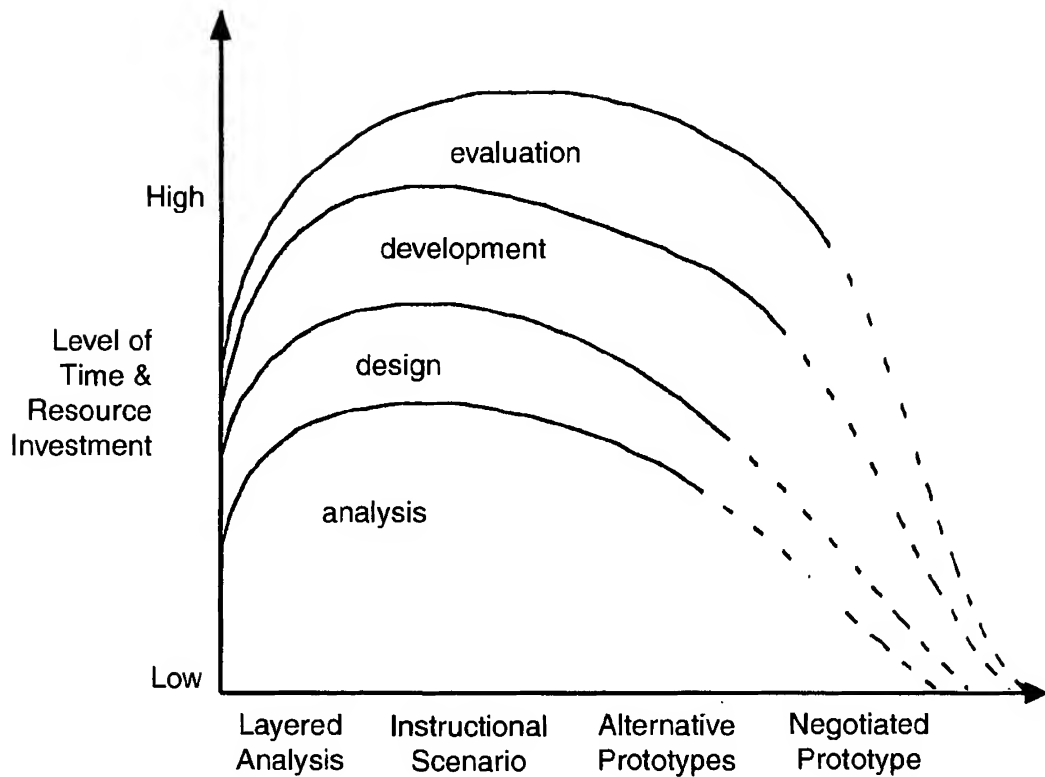 evaluation
High
development
Level of
Time &
Resource
Investment
design
analysis
Low
Layered
Analysis
Instructional
Scenario
Alternative
Prototypes
Negotiated
Prototype